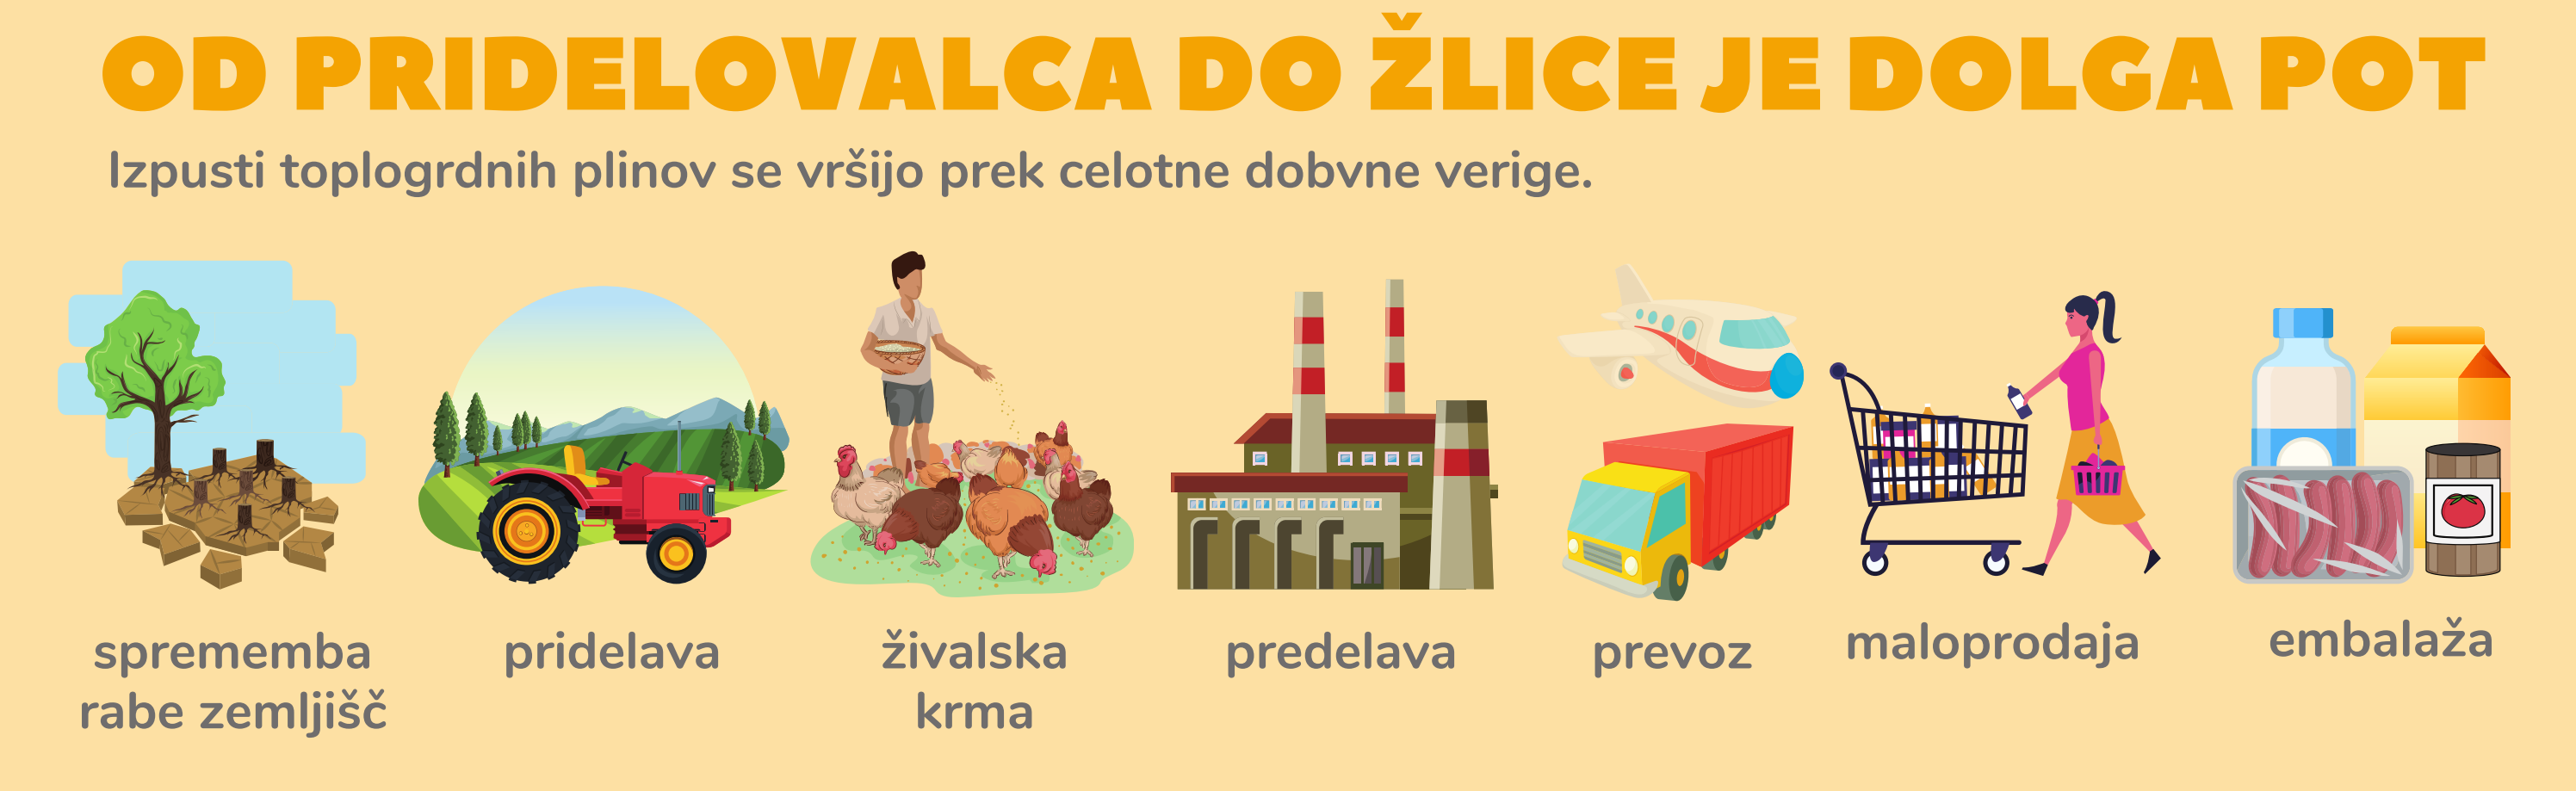 OD PRIDELOVALCA DO ŽLICE JE DOLGA POT
Izpusti toplogrdnih plinov se vršijo prek celotne dobvne verige.
sprememba
rabe zemljišč
pridelava
živalska
krma
predelava
prevoz
maloprodaja
embalaža